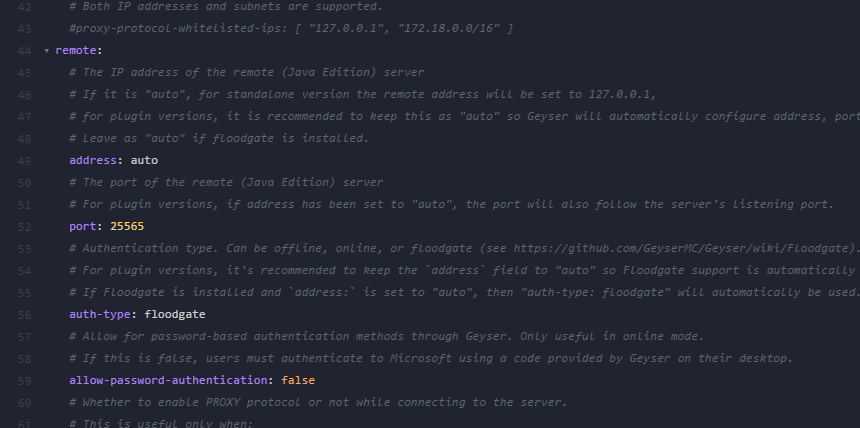 42 # Both IP addresses and subnets are supported.
43 #proxy-protocol-whitelisted-ips: [ "127.0.0.1", "172.18.0.0/16" ]
44 remote:
45 # The IP address of the remote (Java Edition) server
46 # If it is "auto", for standalone version the remote address will be set to 127.0.0.1,
47 # for plugin versions, it is recommended to keep this as "auto" so Geyser will automatically configure address, port
48 # Leave as "auto" if floodgate is installed.
49 address: auto
50 # The port of the remote (Java Edition) server
51 # For plugin versions, if address has been set to "auto", the port will also follow the server's listening port.
52 port: 25565
53 # Authentication type. Can be offline, online, or floodgate (see https://github.com/GeyserMC/Geyser/wiki/Floodgate).
54 # For plugin versions, it's recommended to keep the `address` field to "auto" so Floodgate support is automatically
55 # If Floodgate is installed and `address:` is set to "auto", then "auth-type: floodgate" will automatically be used.
56 auth-type: floodgate
57 # Allow for password-based authentication methods through Geyser. Only useful in online mode.
58 # If this is false, users must authenticate to Microsoft using a code provided by Geyser on their desktop.
59 allow-password-authentication: false
60 # Whether to enable PROXY protocol or not while connecting to the server.
61 # This is useful only when: